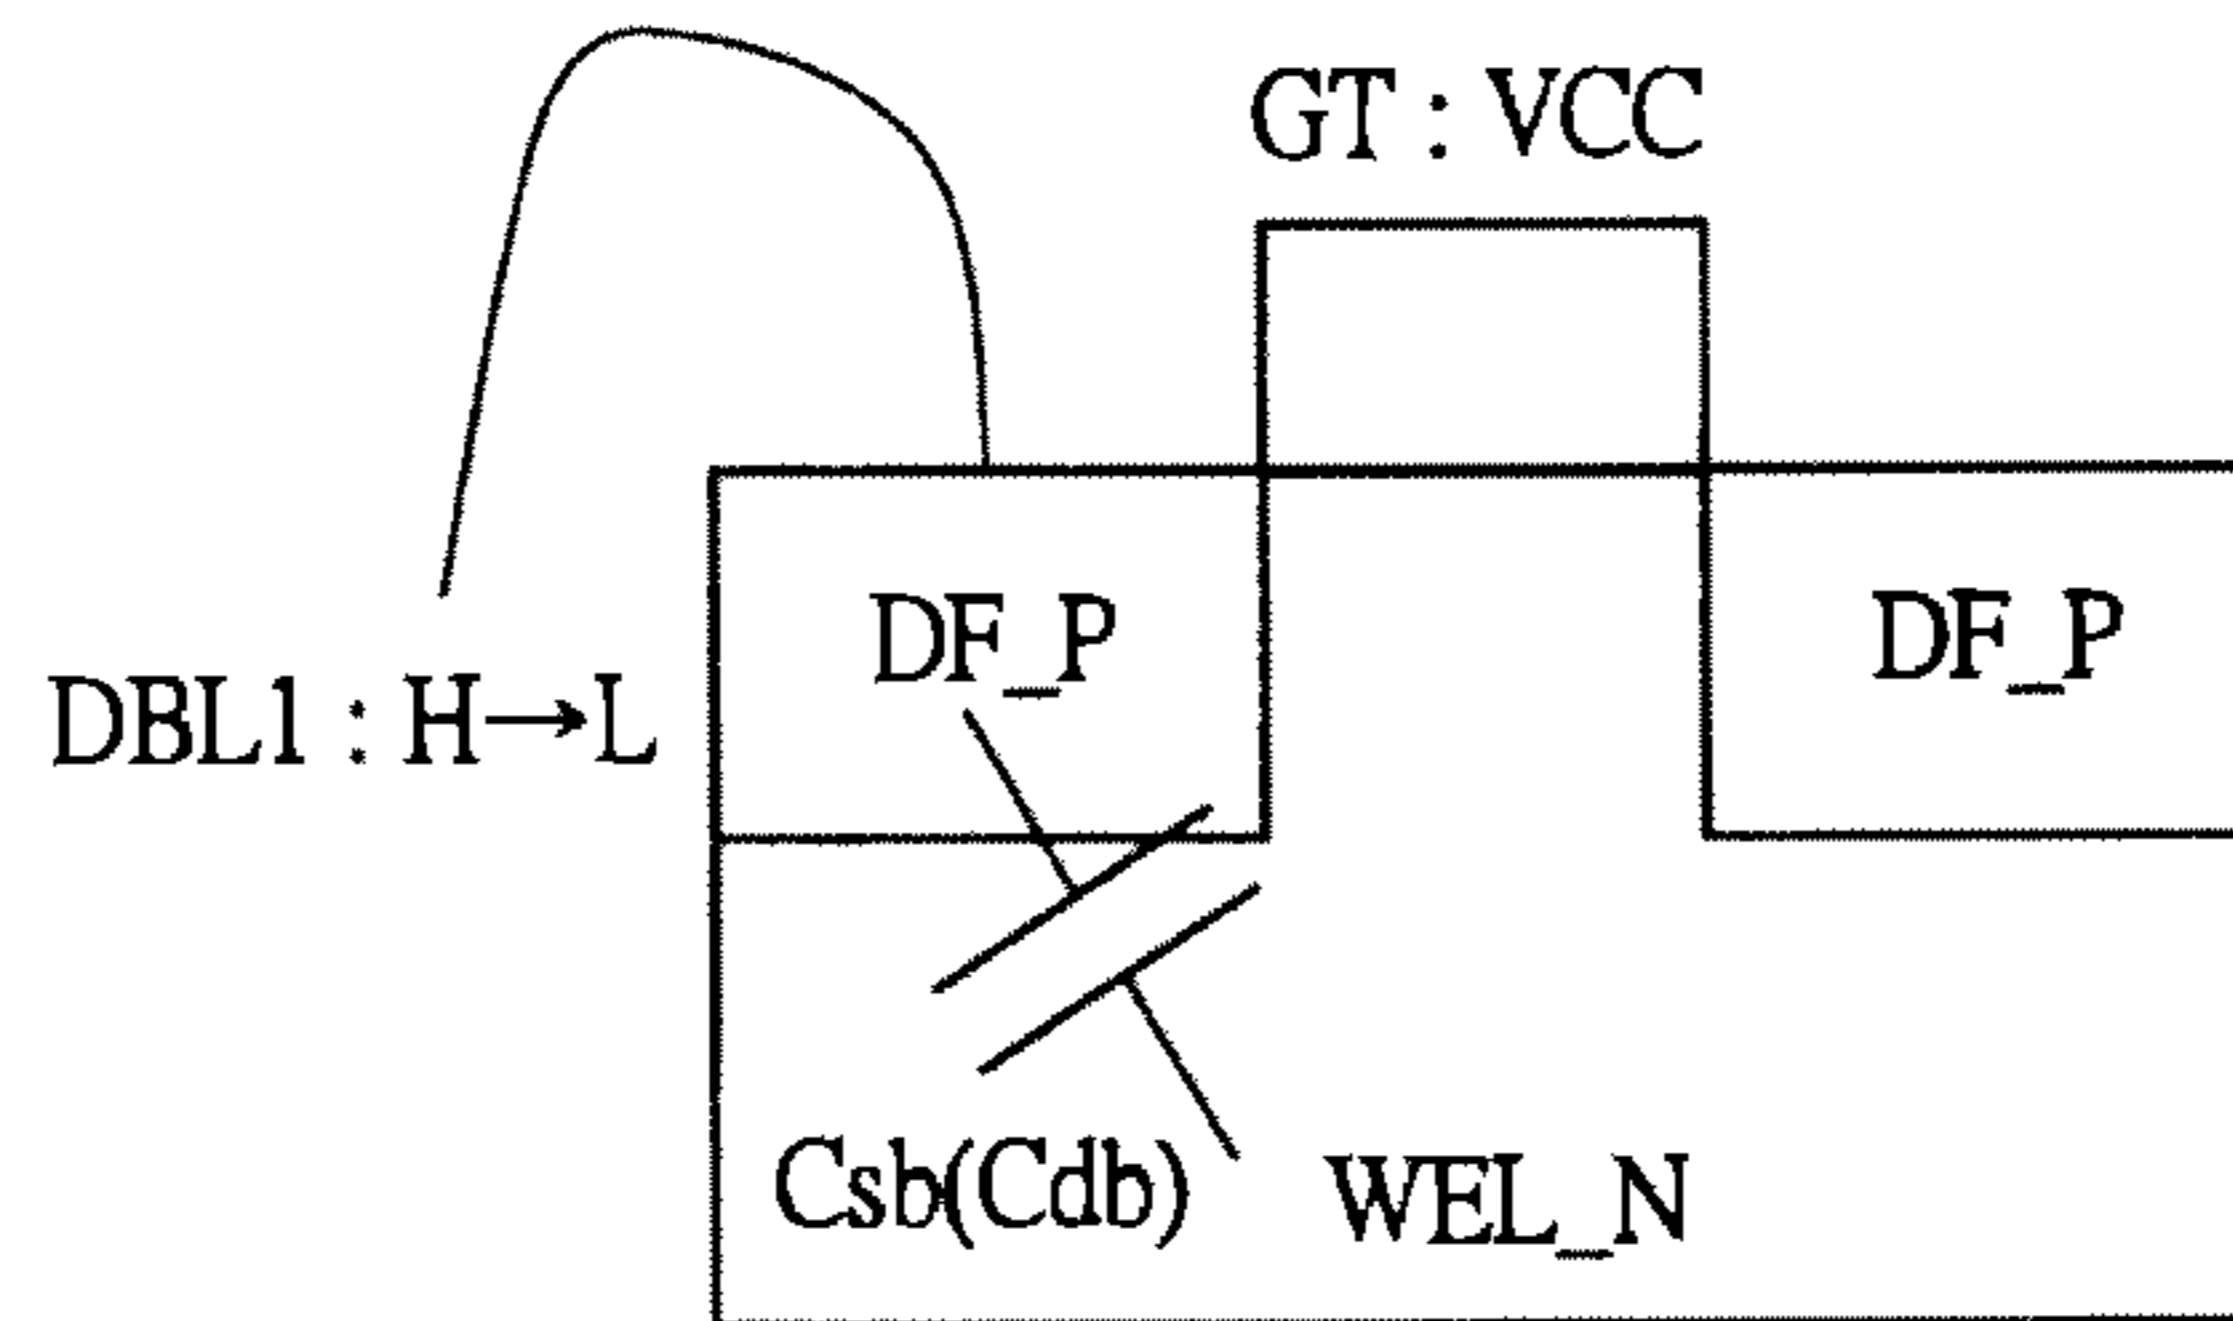 GT : VCC
DF_P
DF_P
DBL1 : H→L
Csb(Cdb)
WEL_N